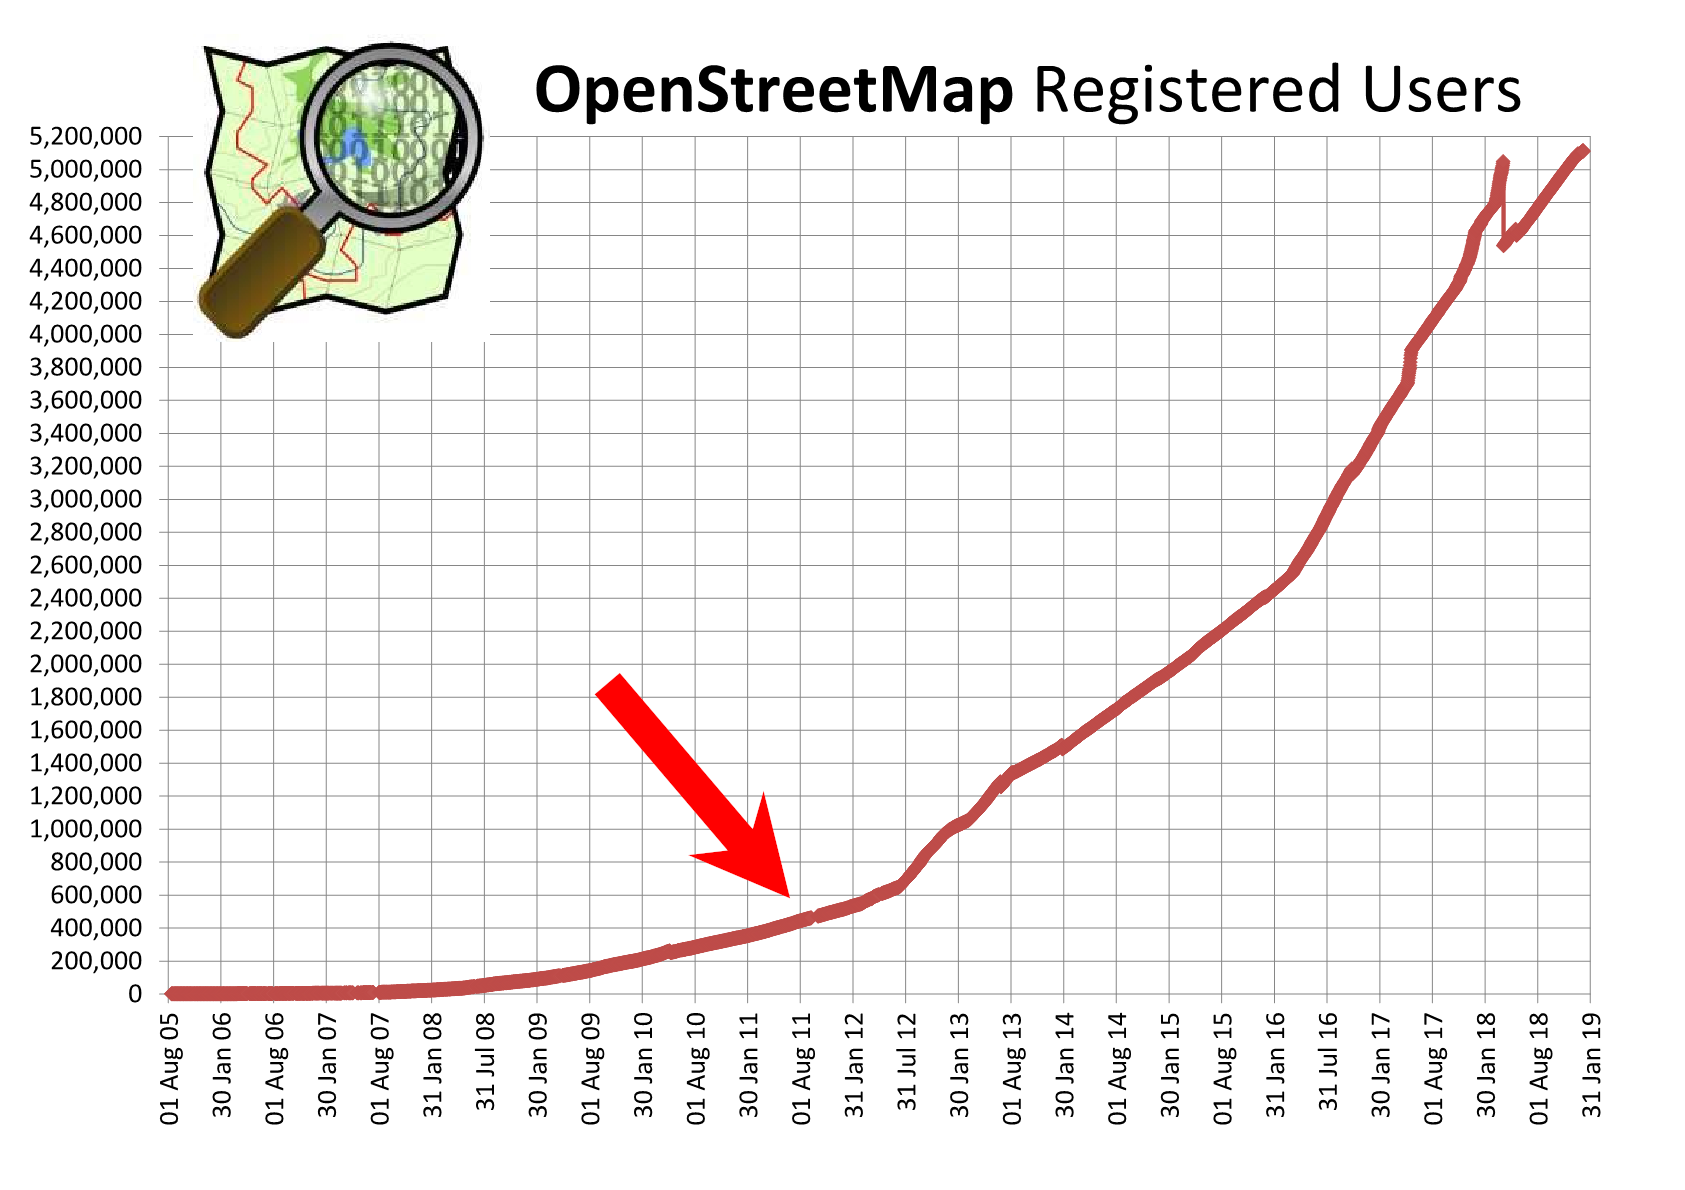 OpenStreetMap Registered Users
5,200,000
5,000,000
4,800,000
4,600,000
4,400,000
4,200,000
4,000,000
3,800,000
3,600,000
3,400,000
3,200,000
3,000,000
2,800,000
2,600,000
2,400,000
2,200,000
2,000,000
1,800,000
1,600,000
1,400,000
1,200,000
1,000,000
800,000
600,000
400,000
200,000
0
01 Aug 05
30 Jan 06
01 Aug 06
30 Jan 07
01 Aug 07
31 Jan 08
31 Jul 08
30 Jan 09
01 Aug 09
30 Jan 10
01 Aug 10
30 Jan 11
01 Aug 11
31 Jan 12
31 Jul 12
30 Jan 13
01 Aug 13
30 Jan 14
01 Aug 14
30 Jan 15
01 Aug 15
31 Jan 16
31 Jul 16
30 Jan 17
01 Aug 17
30 Jan 18
01 Aug 18
31 Jan 19